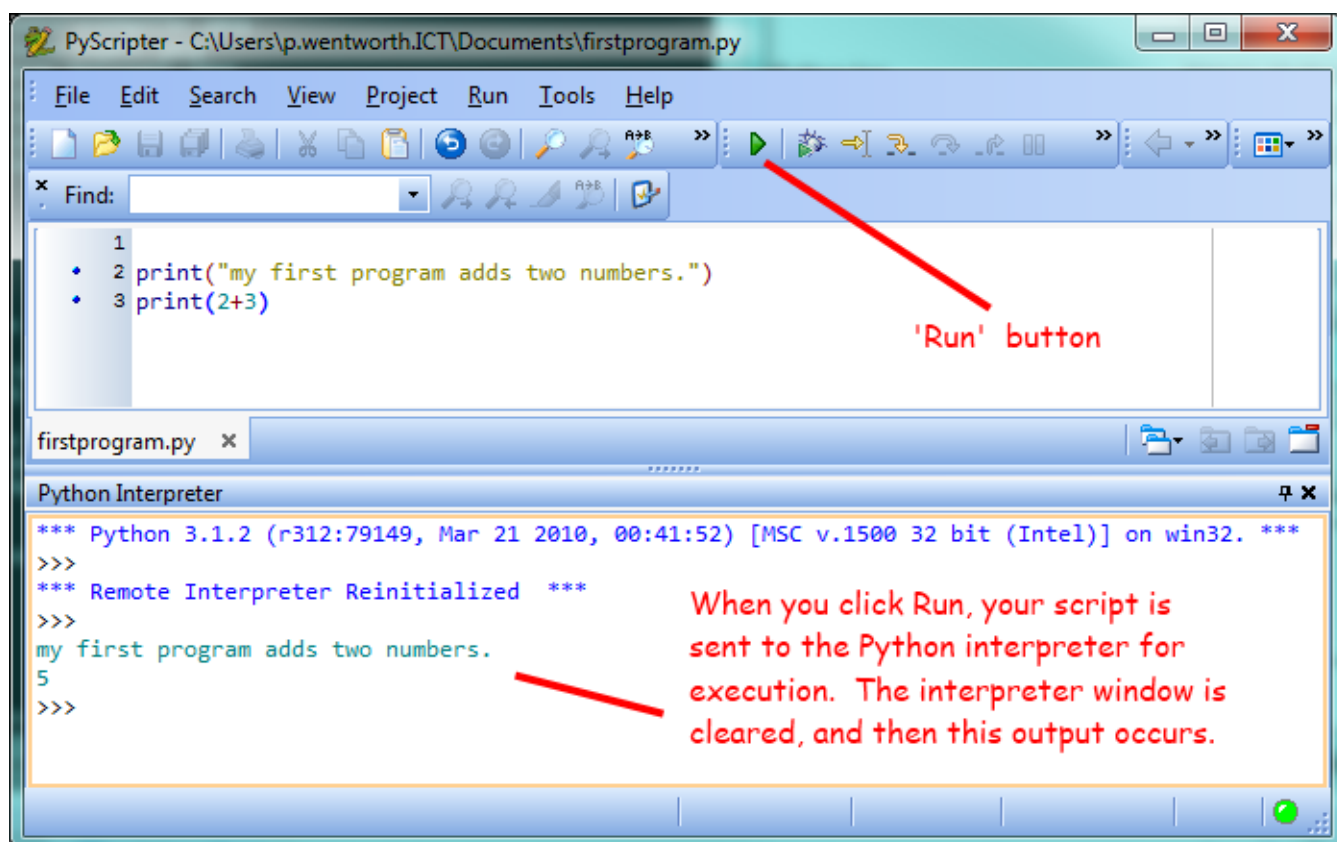 PyScripter - C:\Users\p.wentworth.ICT\Documents\firstprogram.py
File Edit Search View Project Run Tools Help
A→B » » » »
Find:
A→B
1
2 print("my first program adds two numbers.")
3 print(2+3)
'Run' button
firstprogram.py ×
Python Interpreter
*** Python 3.1.2 (r312:79149, Mar 21 2010, 00:41:52) [MSC v.1500 32 bit (Intel)] on win32. ***
>>>
*** Remote Interpreter Reinitialized ***
>>>
my first program adds two numbers.
5
>>>
When you click Run, your script is
sent to the Python interpreter for
execution. The interpreter window is
cleared, and then this output occurs.